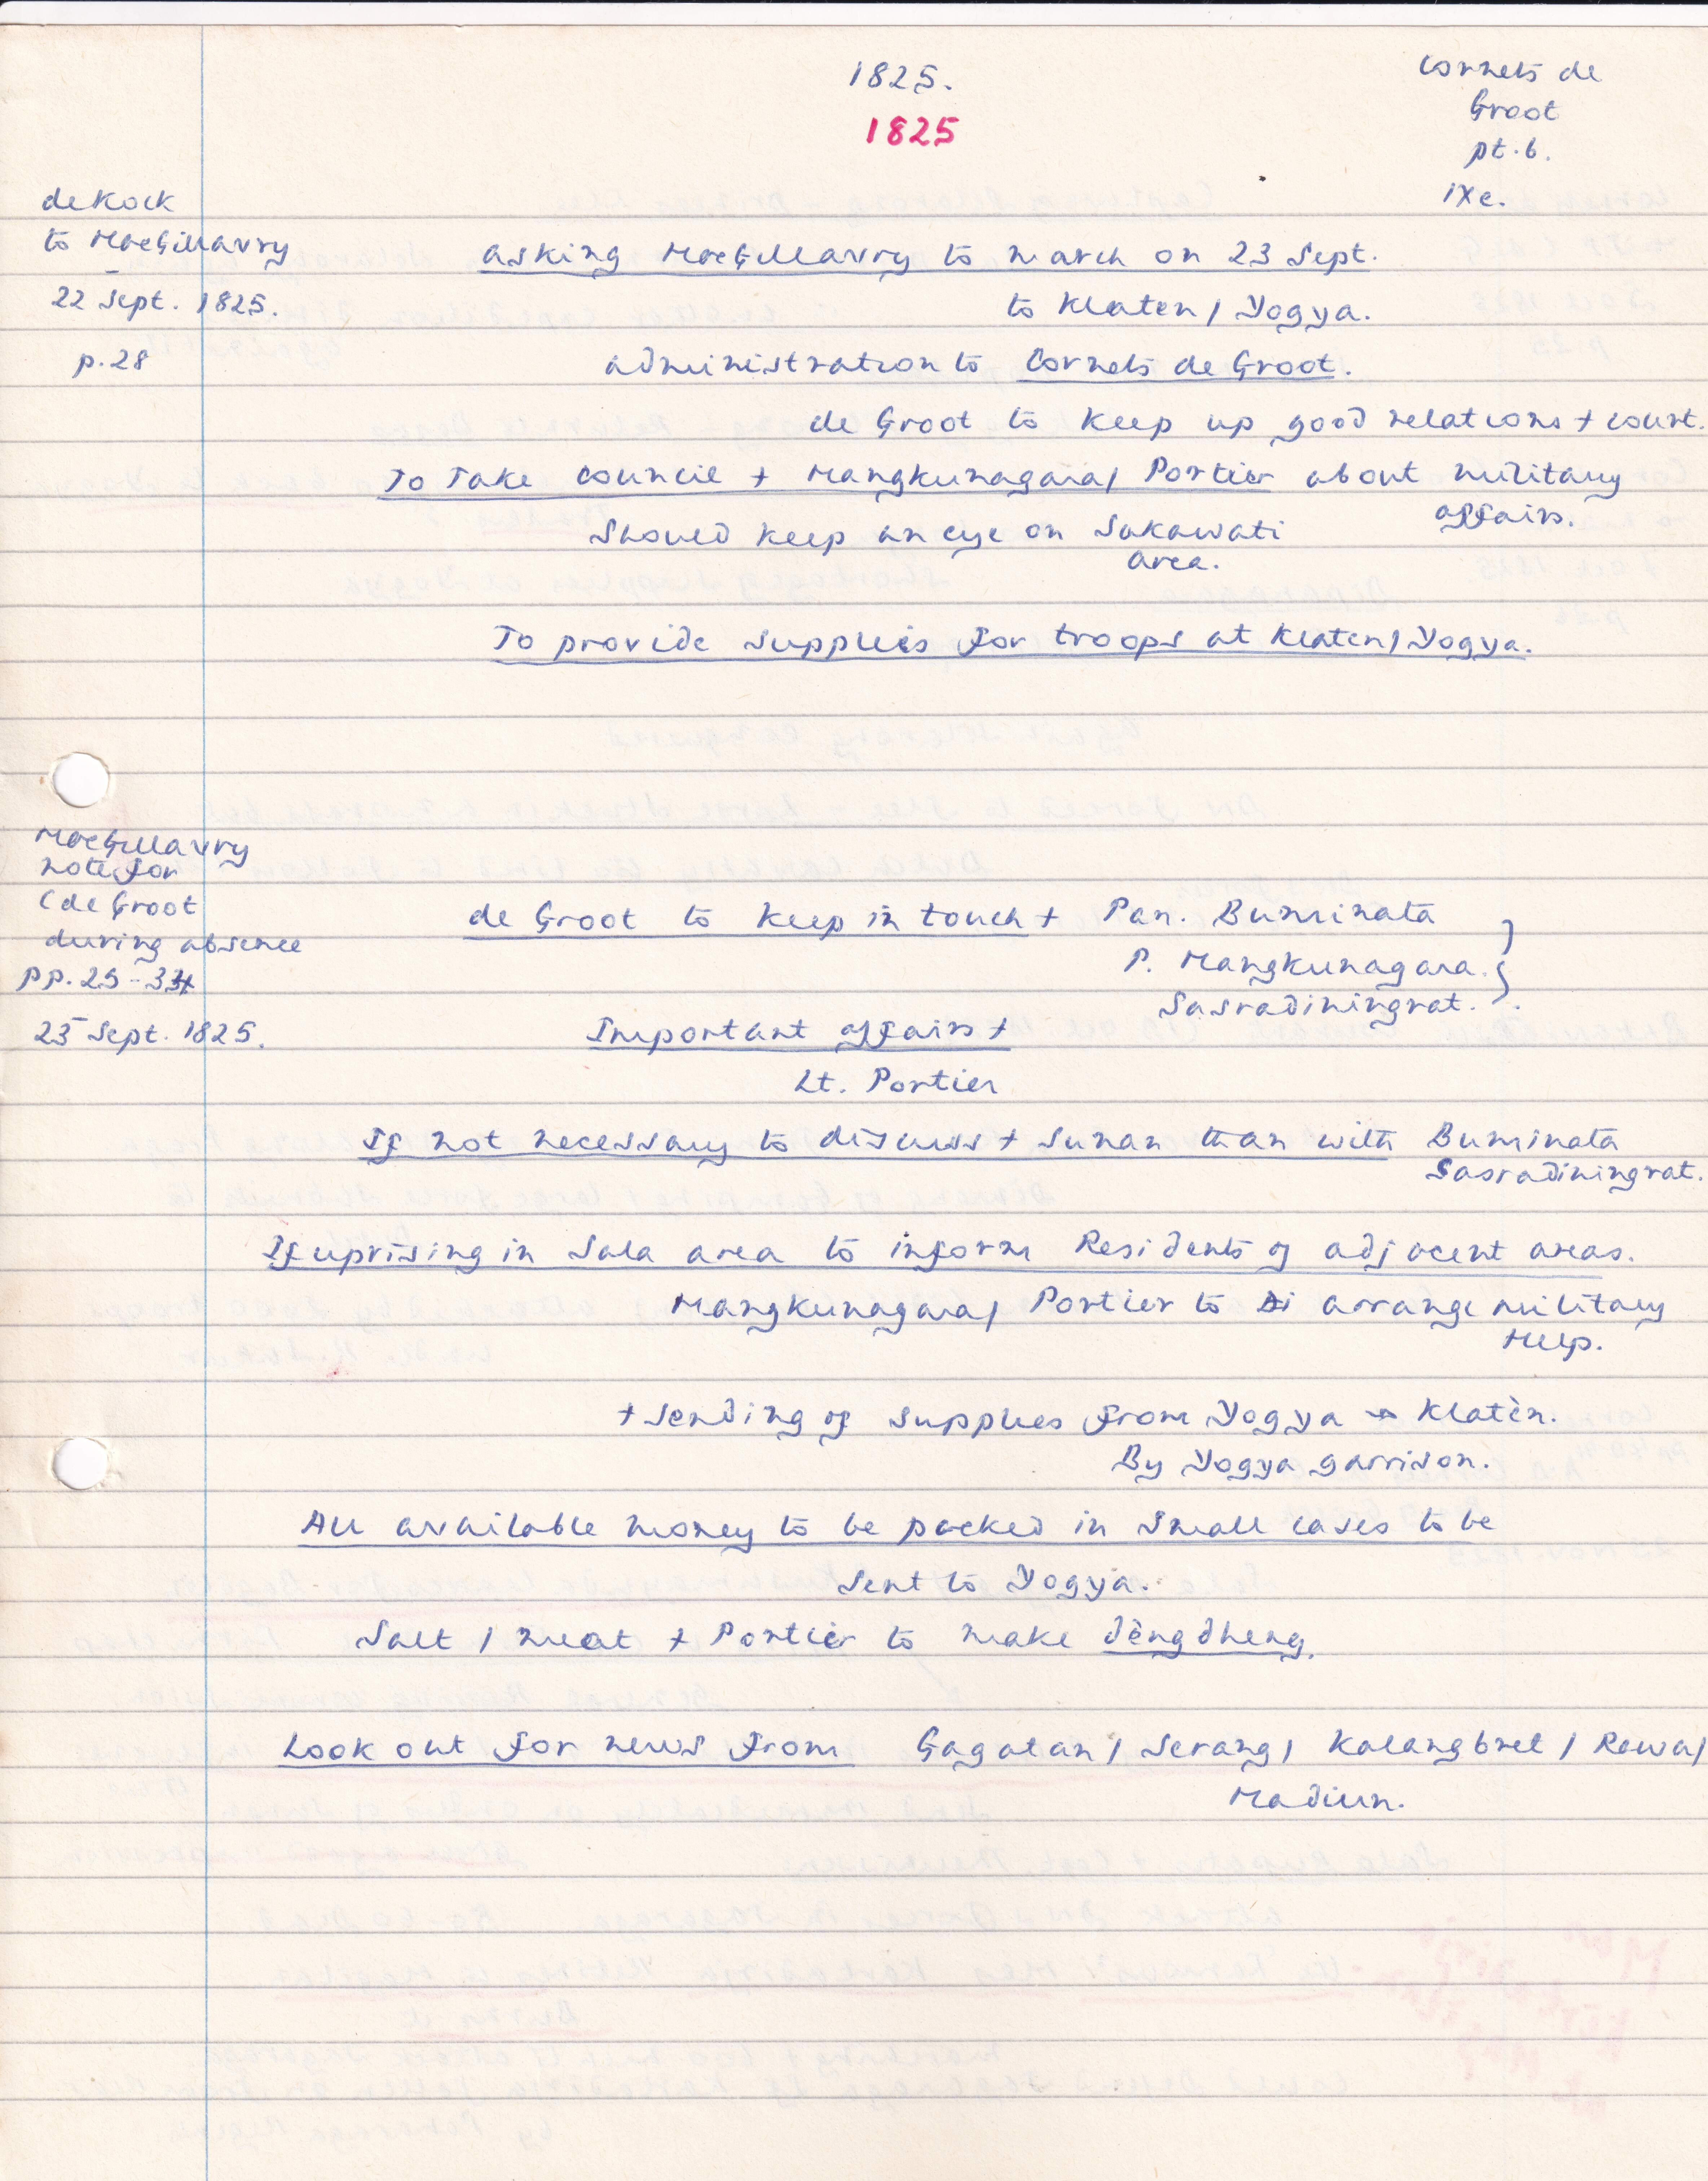 1825.
1825
Cornets de
Groot
pt. 6.
IXe.
de Kock
to MacGillavry
22 Sept. 1825.
p. 28
asking MacGillavry to march on 23 Sept.
to Klaten / Yogya.
administration to Cornets de Groot.
de Groot to keep up good relations + court.
To Take council + Mangkunagara / Portier about military
affairs.
Should keep an eye on Sukawati
area.
To provide supplies for troops at Klaten / Yogya.
MacGillavry
note for
C de Groot
during absence
pp. 29-34
23 Sept. 1825.
de Groot to keep in touch + Pan. Buminata
P. Mangkunagara.
Sasradiningrat.
Important affairs +
Lt. Portier
If not necessary to discuss + Sunan than with Buminata
Sasradiningrat.
If uprising in Sala area to inform Residents of adjacent areas.
Mangkunagara / Portier to arrange military
Help.
+ sending of supplies from Yogya → Klatèn.
By Yogya garrison.
All available money to be packed in small cases to be
sent to Yogya.
Salt / meat + Portier to make dèngdheng.
Look out for news from Gagatan / Serang / Kalangbret / Rawa /
Madiun.